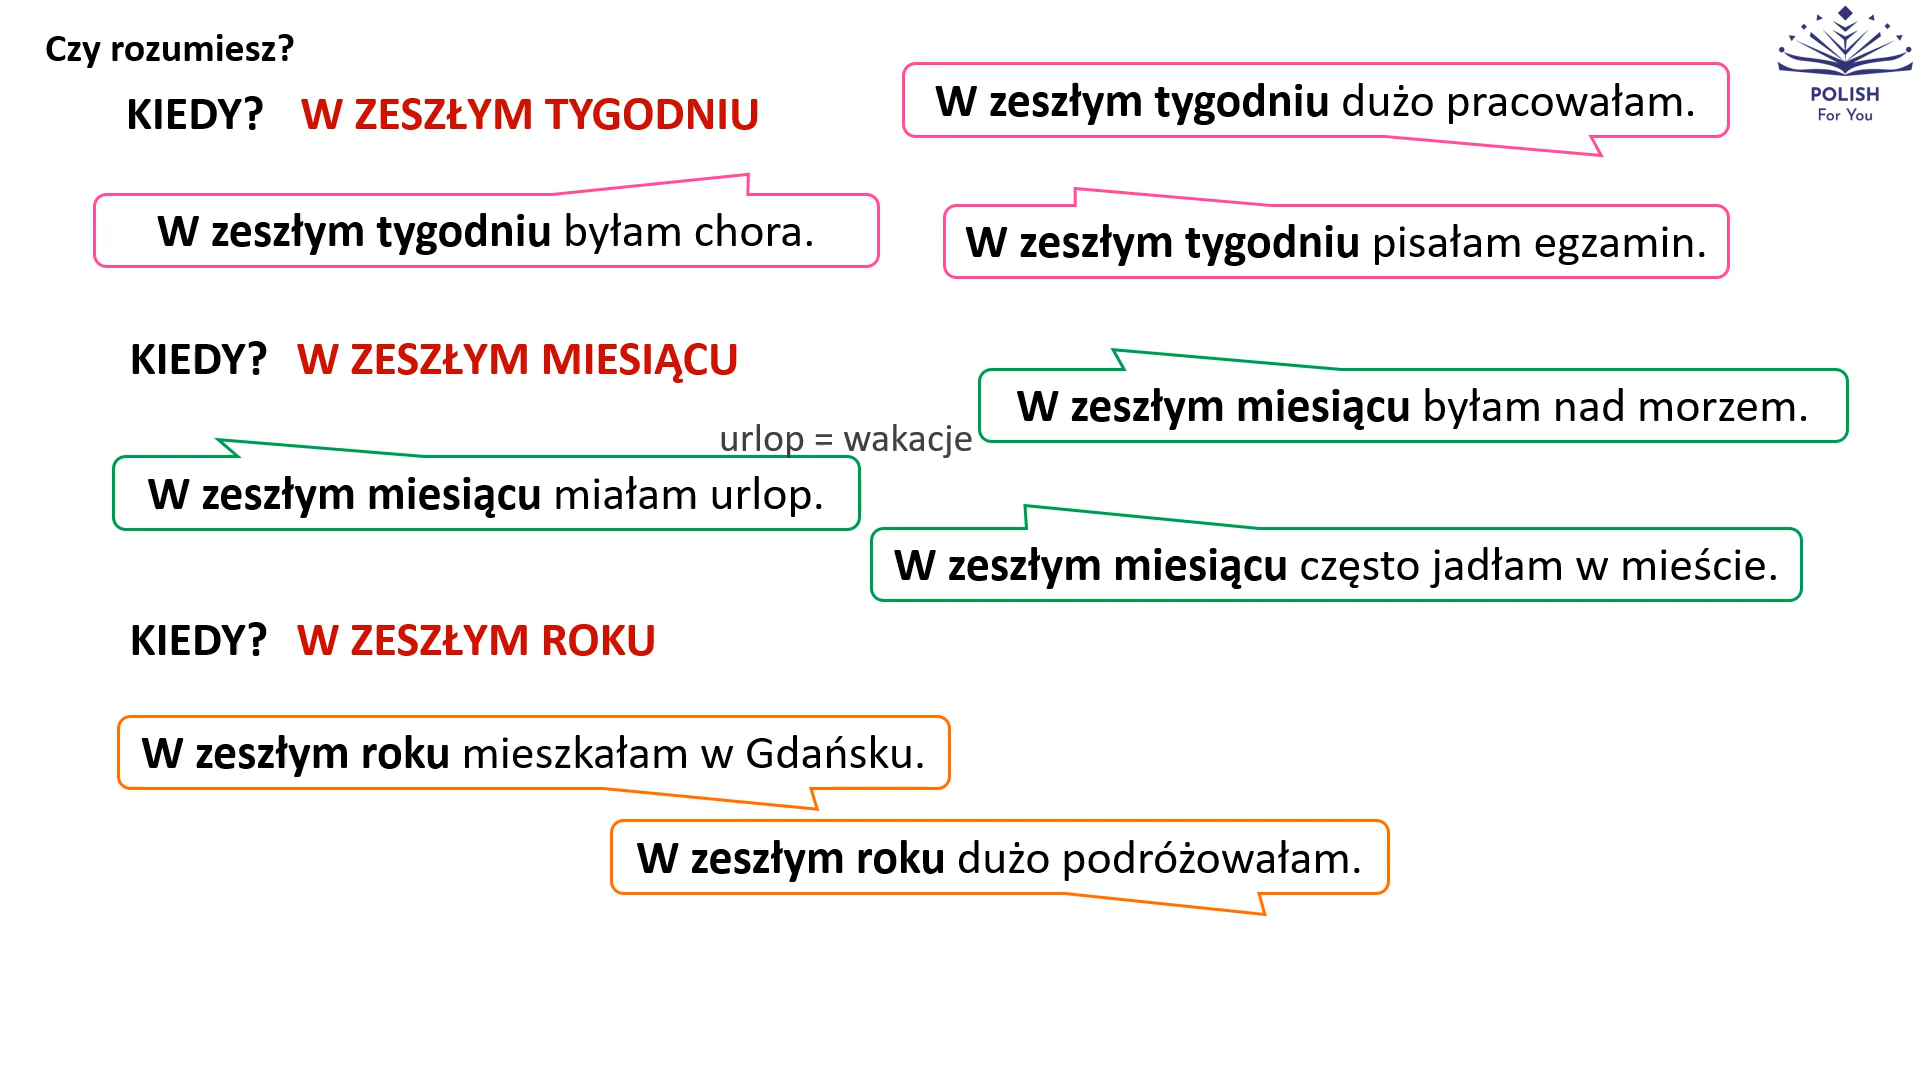 Czy rozumiesz?
KIEDY? W ZESZŁYM TYGODNIU
W zeszłym tygodniu dużo pracowałam.
W zeszłym tygodniu byłam chora.
W zeszłym tygodniu pisałam egzamin.
KIEDY? W ZESZŁYM MIESIĄCU
W zeszłym miesiącu byłam nad morzem.
urlop = wakacje
W zeszłym miesiącu miałam urlop.
W zeszłym miesiącu często jadłam w mieście.
KIEDY? W ZESZŁYM ROKU
W zeszłym roku mieszkałam w Gdańsku.
W zeszłym roku dużo podróżowałam.
POLISH
For You